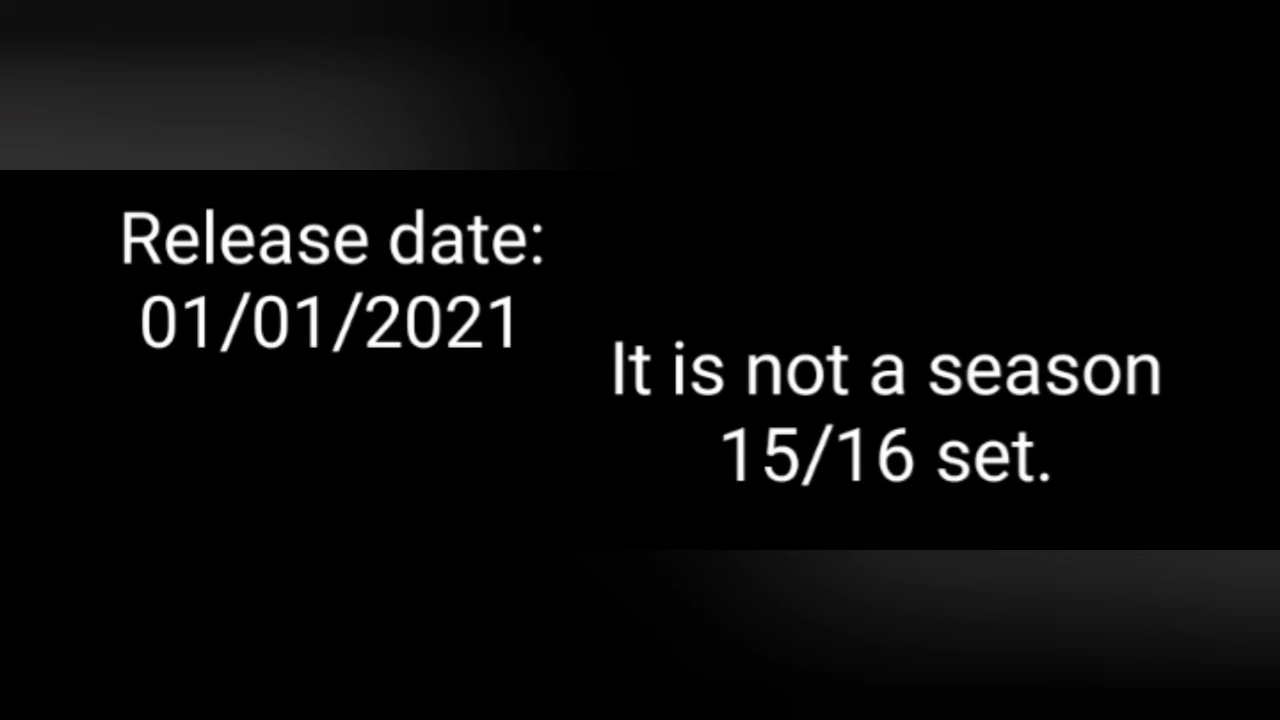 Release date:
01/01/2021
It is not a season
15/16 set.